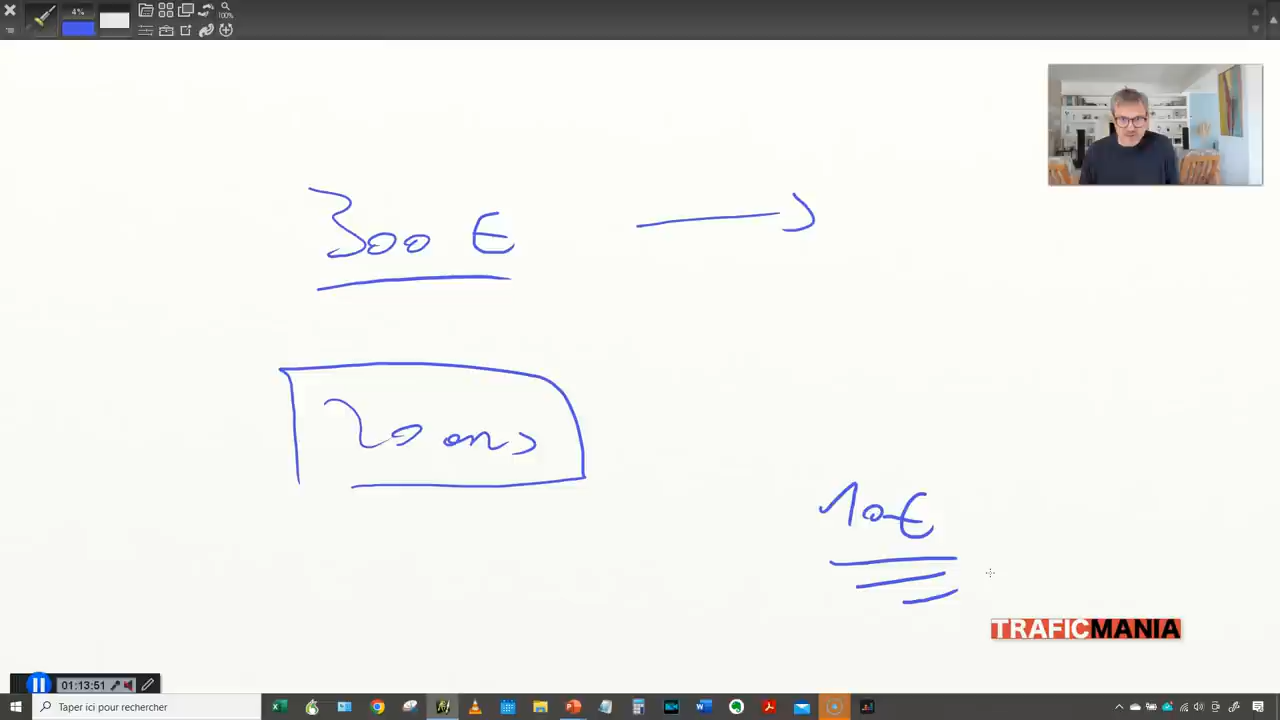 4%
100%
300 €
20 ans
10 €
TRAFICMANIA
01:13:51
Taper ici pour rechercher